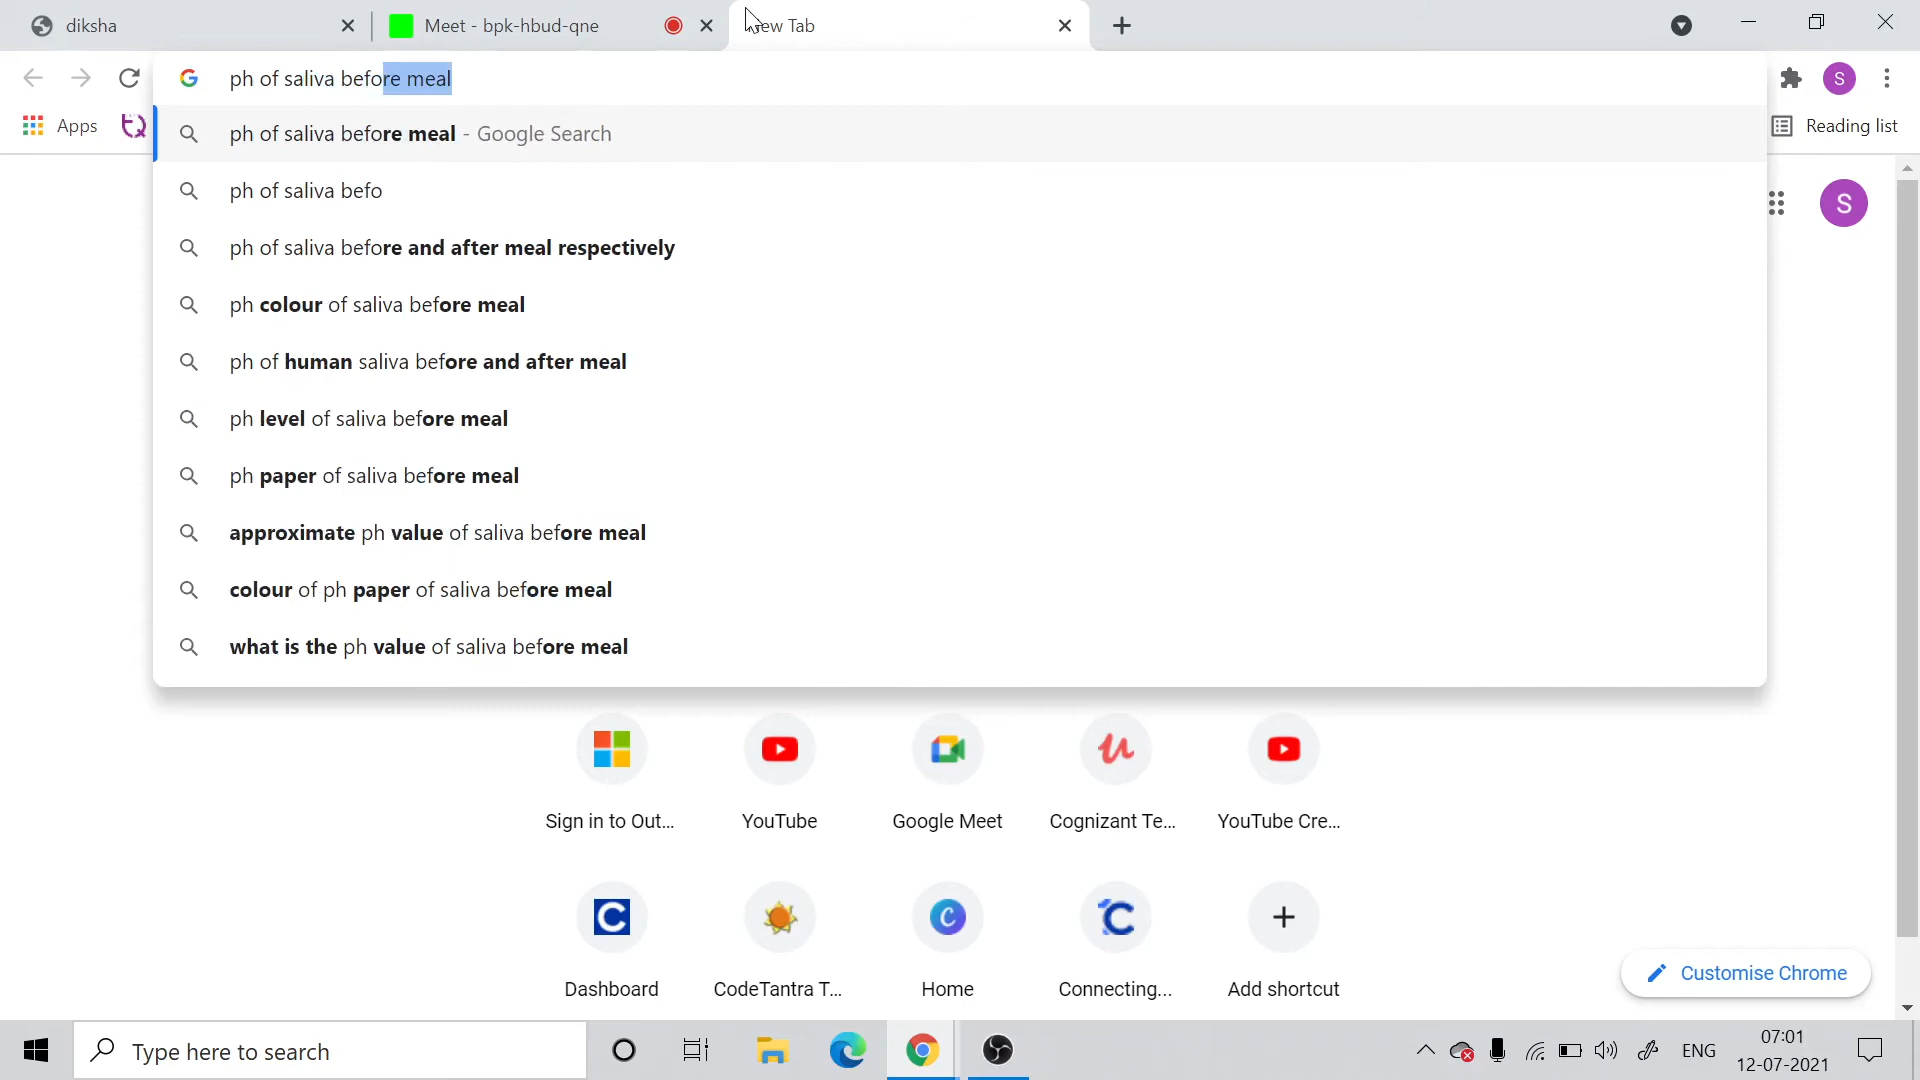 diksha
Meet - bpk-hbud-qne
ew Tab
ph of saliva before meal
Apps
Reading list
S
ph of saliva before meal - Google Search
ph of saliva befo
S
ph of saliva before and after meal respectively
ph colour of saliva before meal
ph of human saliva before and after meal
ph level of saliva before meal
ph paper of saliva before meal
approximate ph value of saliva before meal
colour of ph paper of saliva before meal
what is the ph value of saliva before meal
Sign in to Out...
YouTube
Google Meet
Cognizant Te...
YouTube Cre...
Dashboard
CodeTantra T...
Home
Connecting...
Add shortcut
Customise Chrome
Type here to search
ENG
07:01
12-07-2021